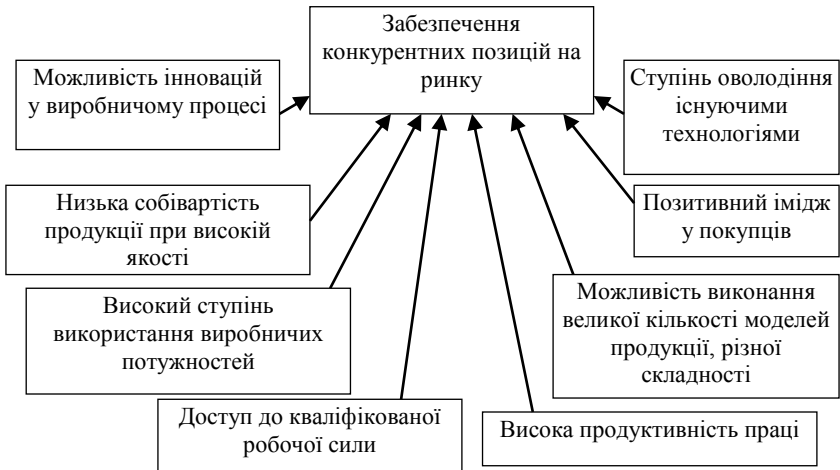 Забезпечення
конкурентних позицій на
ринку
Можливість інновацій
у виробничому процесі
Ступінь оволодіння
існуючими
технологіями
Низька собівартість
продукції при високій
якості
Позитивний імідж
у покупців
Високий ступінь
використання виробничих
потужностей
Можливість виконання
великої кількості моделей
продукції, різної
складності
Доступ до кваліфікованої
робочої сили
Висока продуктивність праці